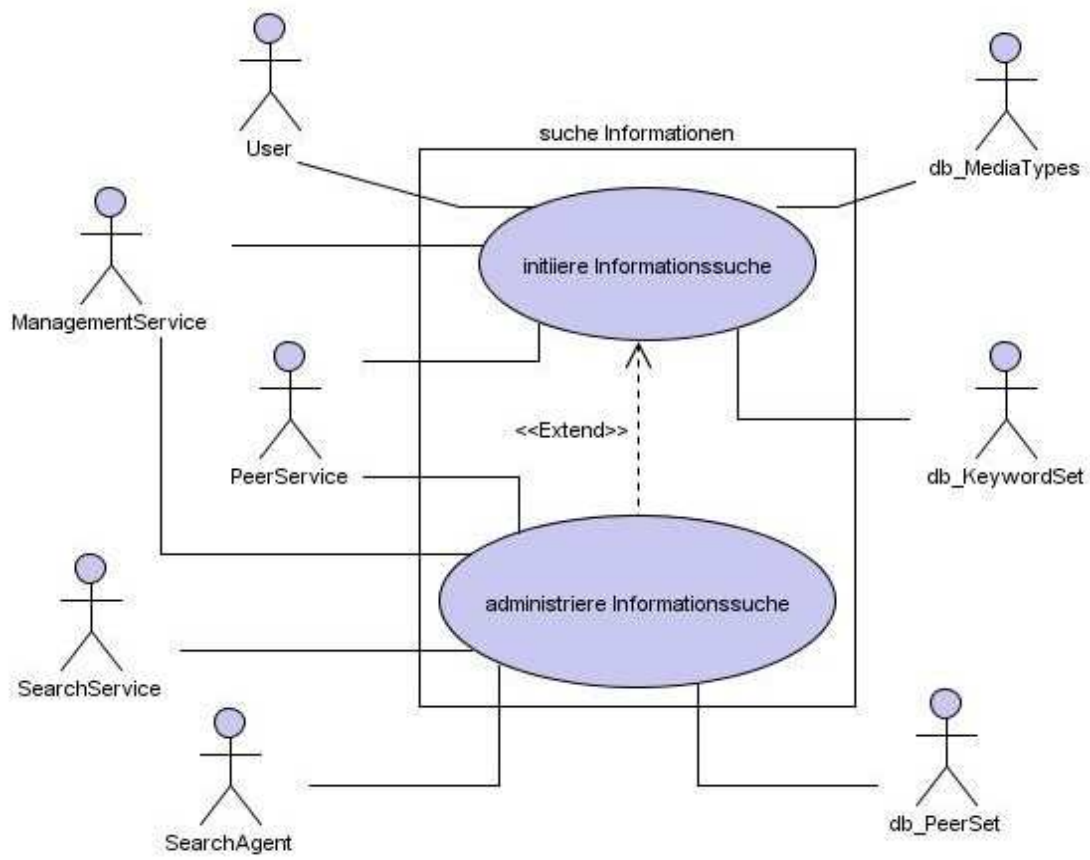 User
suche Informationen
db_MediaTypes
initiiere Informationssuche
ManagementService
<<Extend>>
PeerService
db_KeywordSet
administriere Informationssuche
SearchService
SearchAgent
db_PeerSet